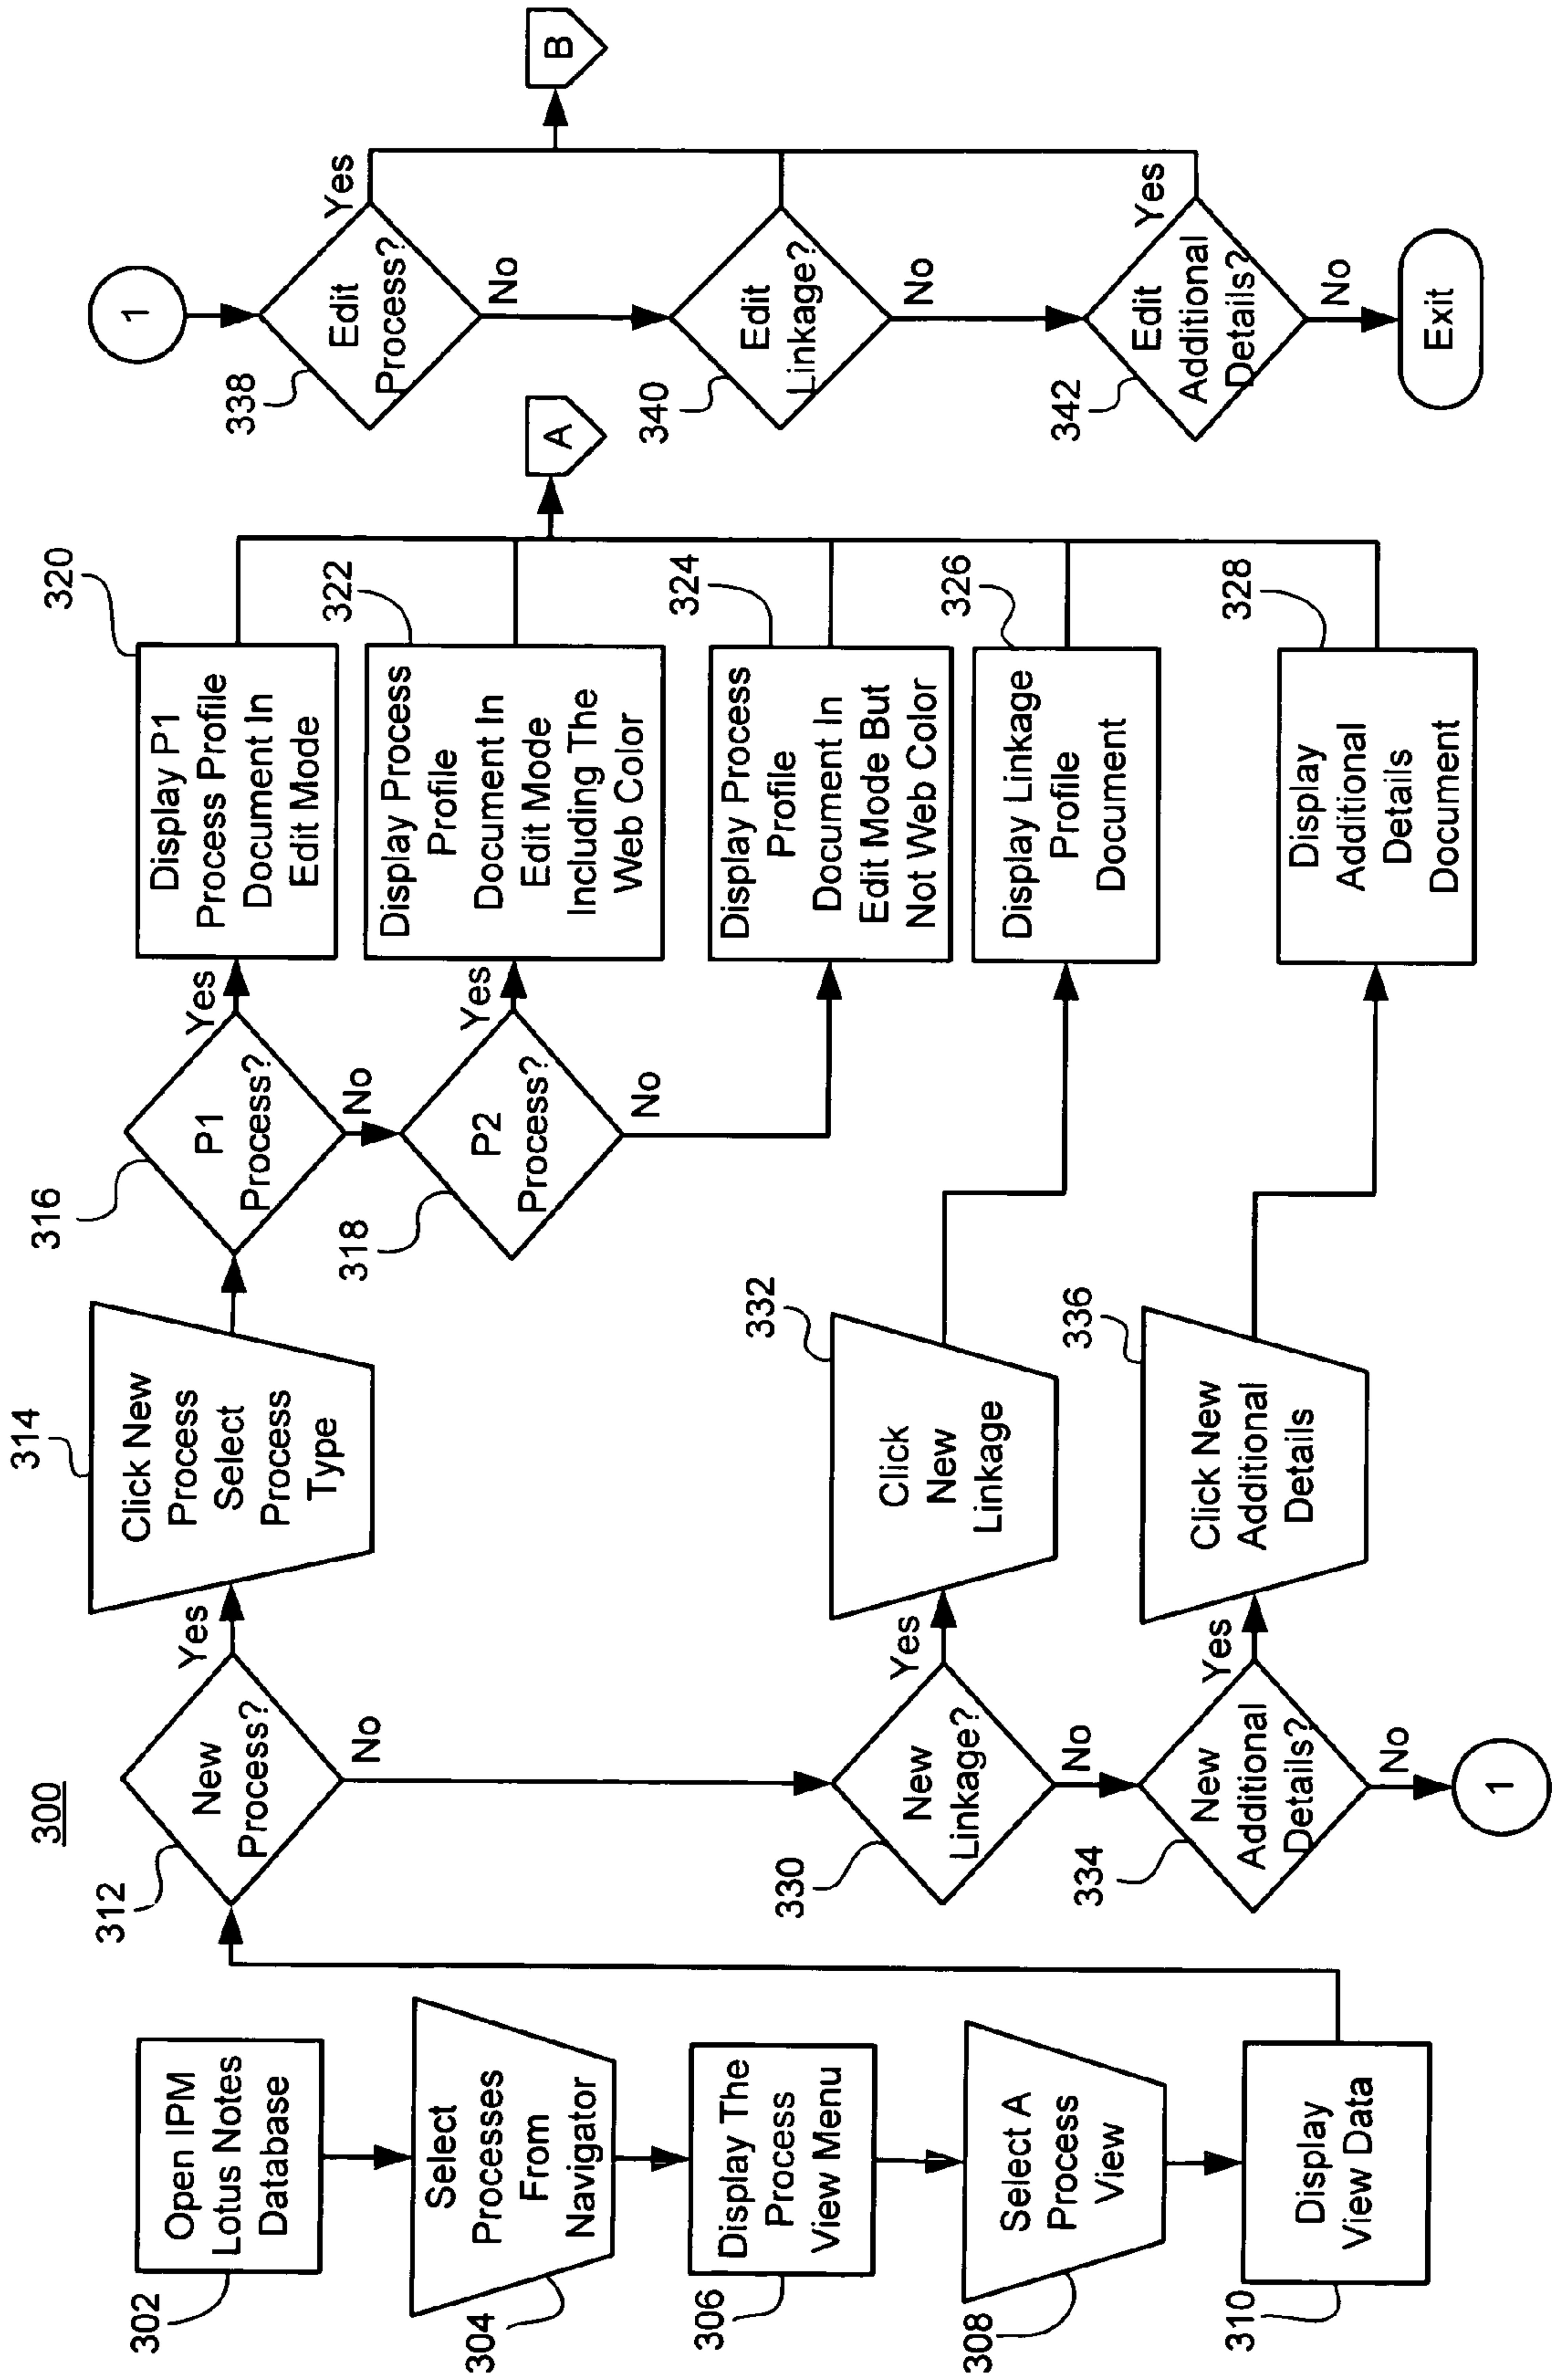 300
302
Open IPM
Lotus Notes
Database
304
Select
Processes
From
Navigator
306
Display The
Process
View Menu
308
Select A
Process
View
310
Display
View Data
312
New
Process?
Yes
No
314
Click New
Process
Select
Process
Type
316
P1
Process?
Yes
No
318
P2
Process?
Yes
No
320
Display P1
Process Profile
Document In
Edit Mode
322
Display Process
Profile
Document In
Edit Mode
Including The
Web Color
324
Display Process
Profile
Document In
Edit Mode But
Not Web Color
330
New
Linkage?
Yes
No
332
Click
New
Linkage
326
Display Linkage
Profile
Document
334
New
Additional
Details?
Yes
No
336
Click New
Additional
Details
328
Display
Additional
Details
Document
1
A
1
338
Edit
Process?
Yes
No
340
Edit
Linkage?
No
342
Edit
Additional
Details?
Yes
No
Exit
B